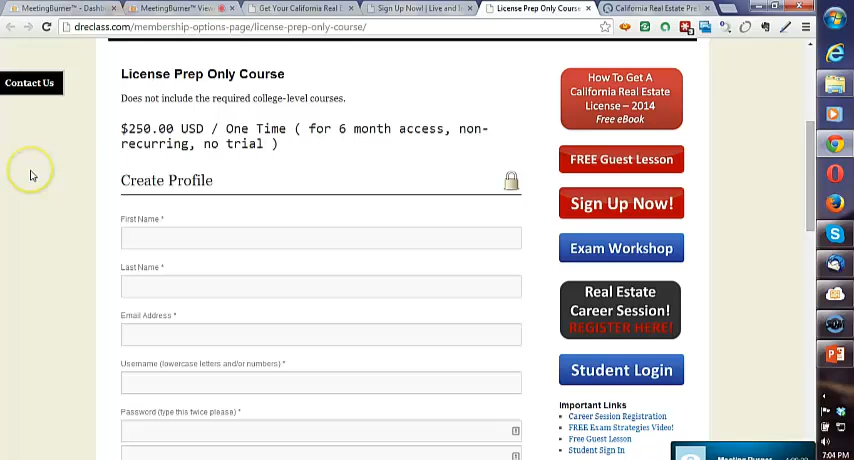 MeetingBurner™ - Dashb
MeetingBurner™ View
Get Your California Real E
Sign Up Now! | Live and I
License Prep Only Course
California Real Estate Pre
dreclass.com/membership-options-page/license-prep-only-course/
Contact Us
License Prep Only Course
Does not include the required college-level courses.
$250.00 USD / One Time ( for 6 month access, non-
recurring, no trial )
Create Profile
First Name *
Last Name *
Email Address *
Username (lowercase letters and/or numbers) *
Password (type this twice please) *
How To Get A
California Real Estate
License – 2014
Free eBook
FREE Guest Lesson
Sign Up Now!
Exam Workshop
Real Estate
Career Session!
REGISTER HERE!
Student Login
Important Links
Career Session Registration
FREE Exam Strategies Video!
Free Guest Lesson
Student Sign In
Meeting Burner
7:04 PM